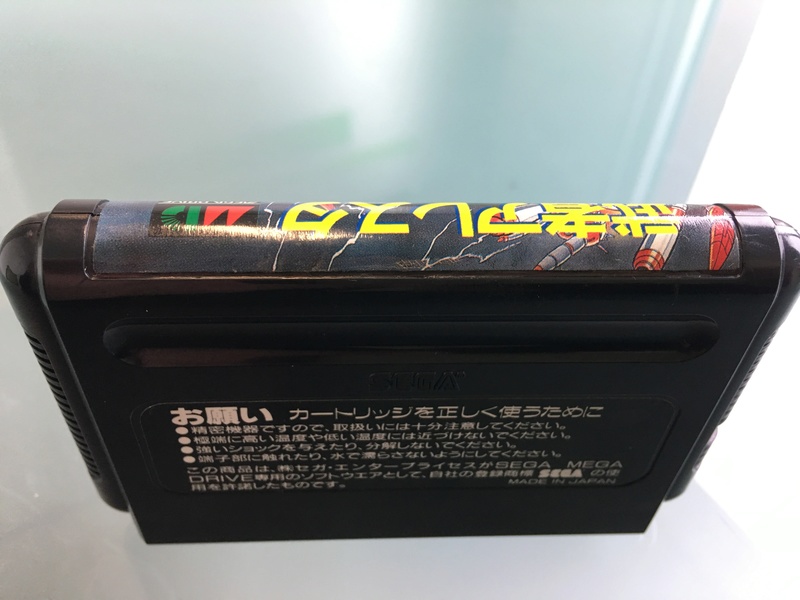 武者アレスタ
SEGA
お願い カートリッジを正しく使うために
●精密機器ですので、取扱いには十分注意してください。
●極端に高い温度や低い温度には近づけないでください。
●強いショックを与えたり、分解しないでください。
●端子部に触れたり、水で濡らさないようにしてください。
この商品は、㈱セガ・エンタープライゼスがSEGA MEGA
DRIVE専用のソフトウエアとして、自社の登録商標 SEGA の使
用を許諾したものです。
MADE IN JAPAN